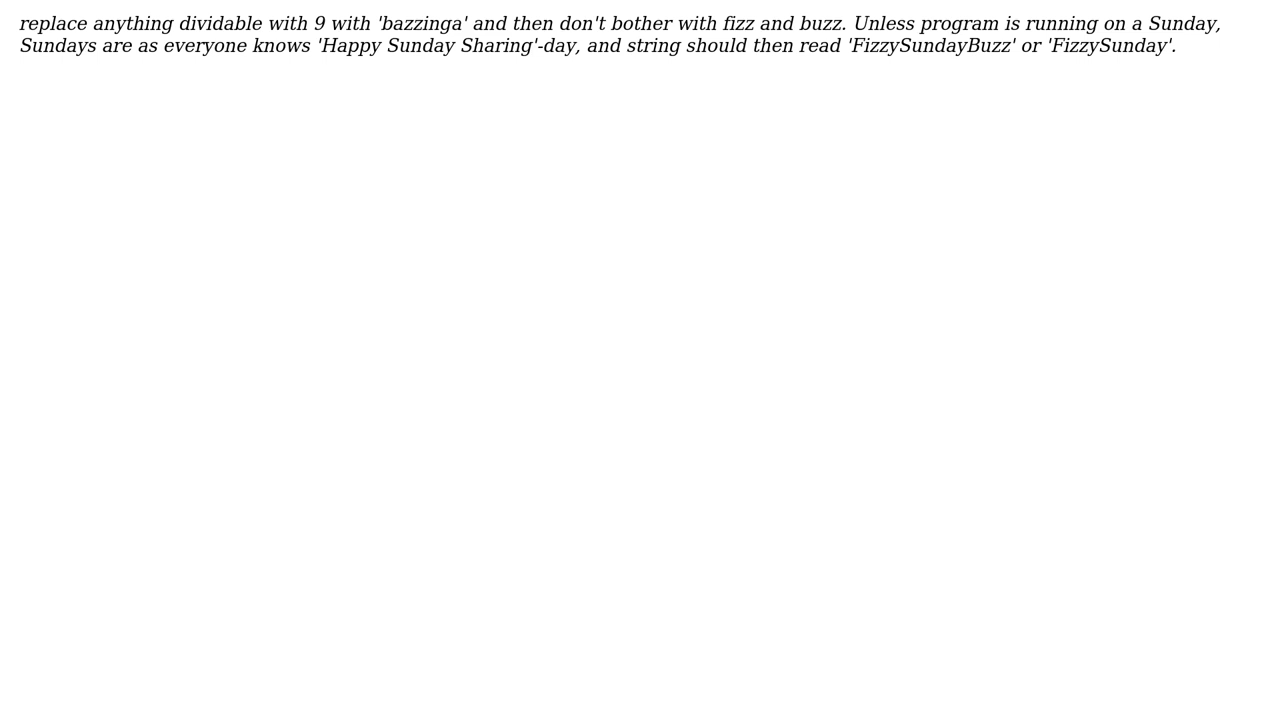 replace anything dividable with 9 with 'bazzinga' and then don't bother with fizz and buzz. Unless program is running on a Sunday,
Sundays are as everyone knows 'Happy Sunday Sharing'-day, and string should then read 'FizzySundayBuzz' or 'FizzySunday'.